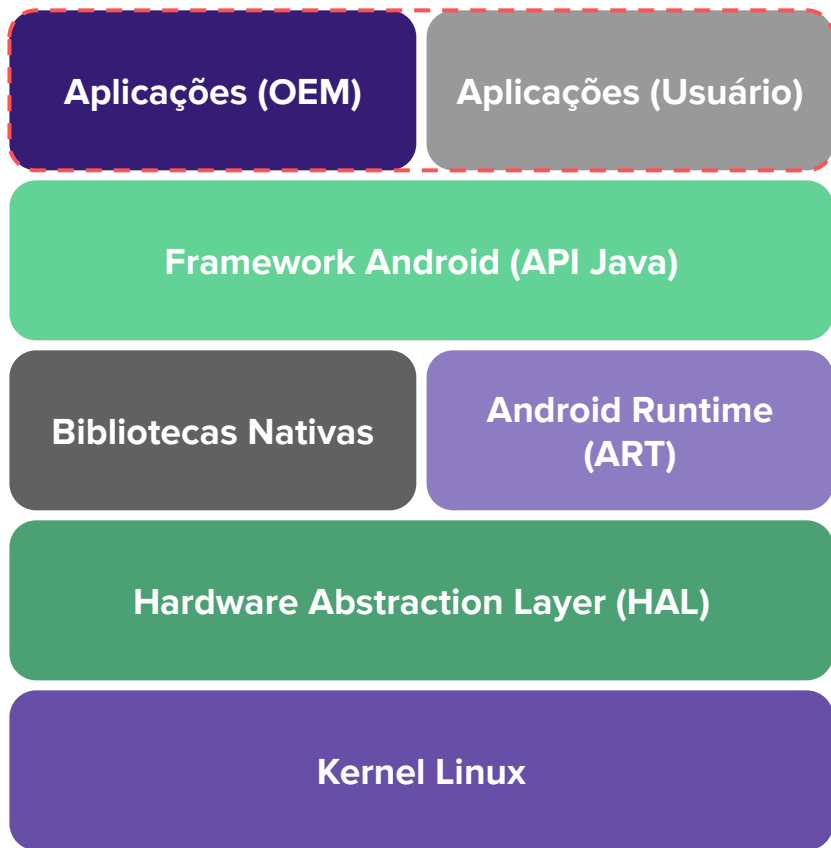 Aplicações (OEM)
Aplicações (Usuário)
Framework Android (API Java)
Bibliotecas Nativas
Android Runtime
(ART)
Hardware Abstraction Layer (HAL)
Kernel Linux